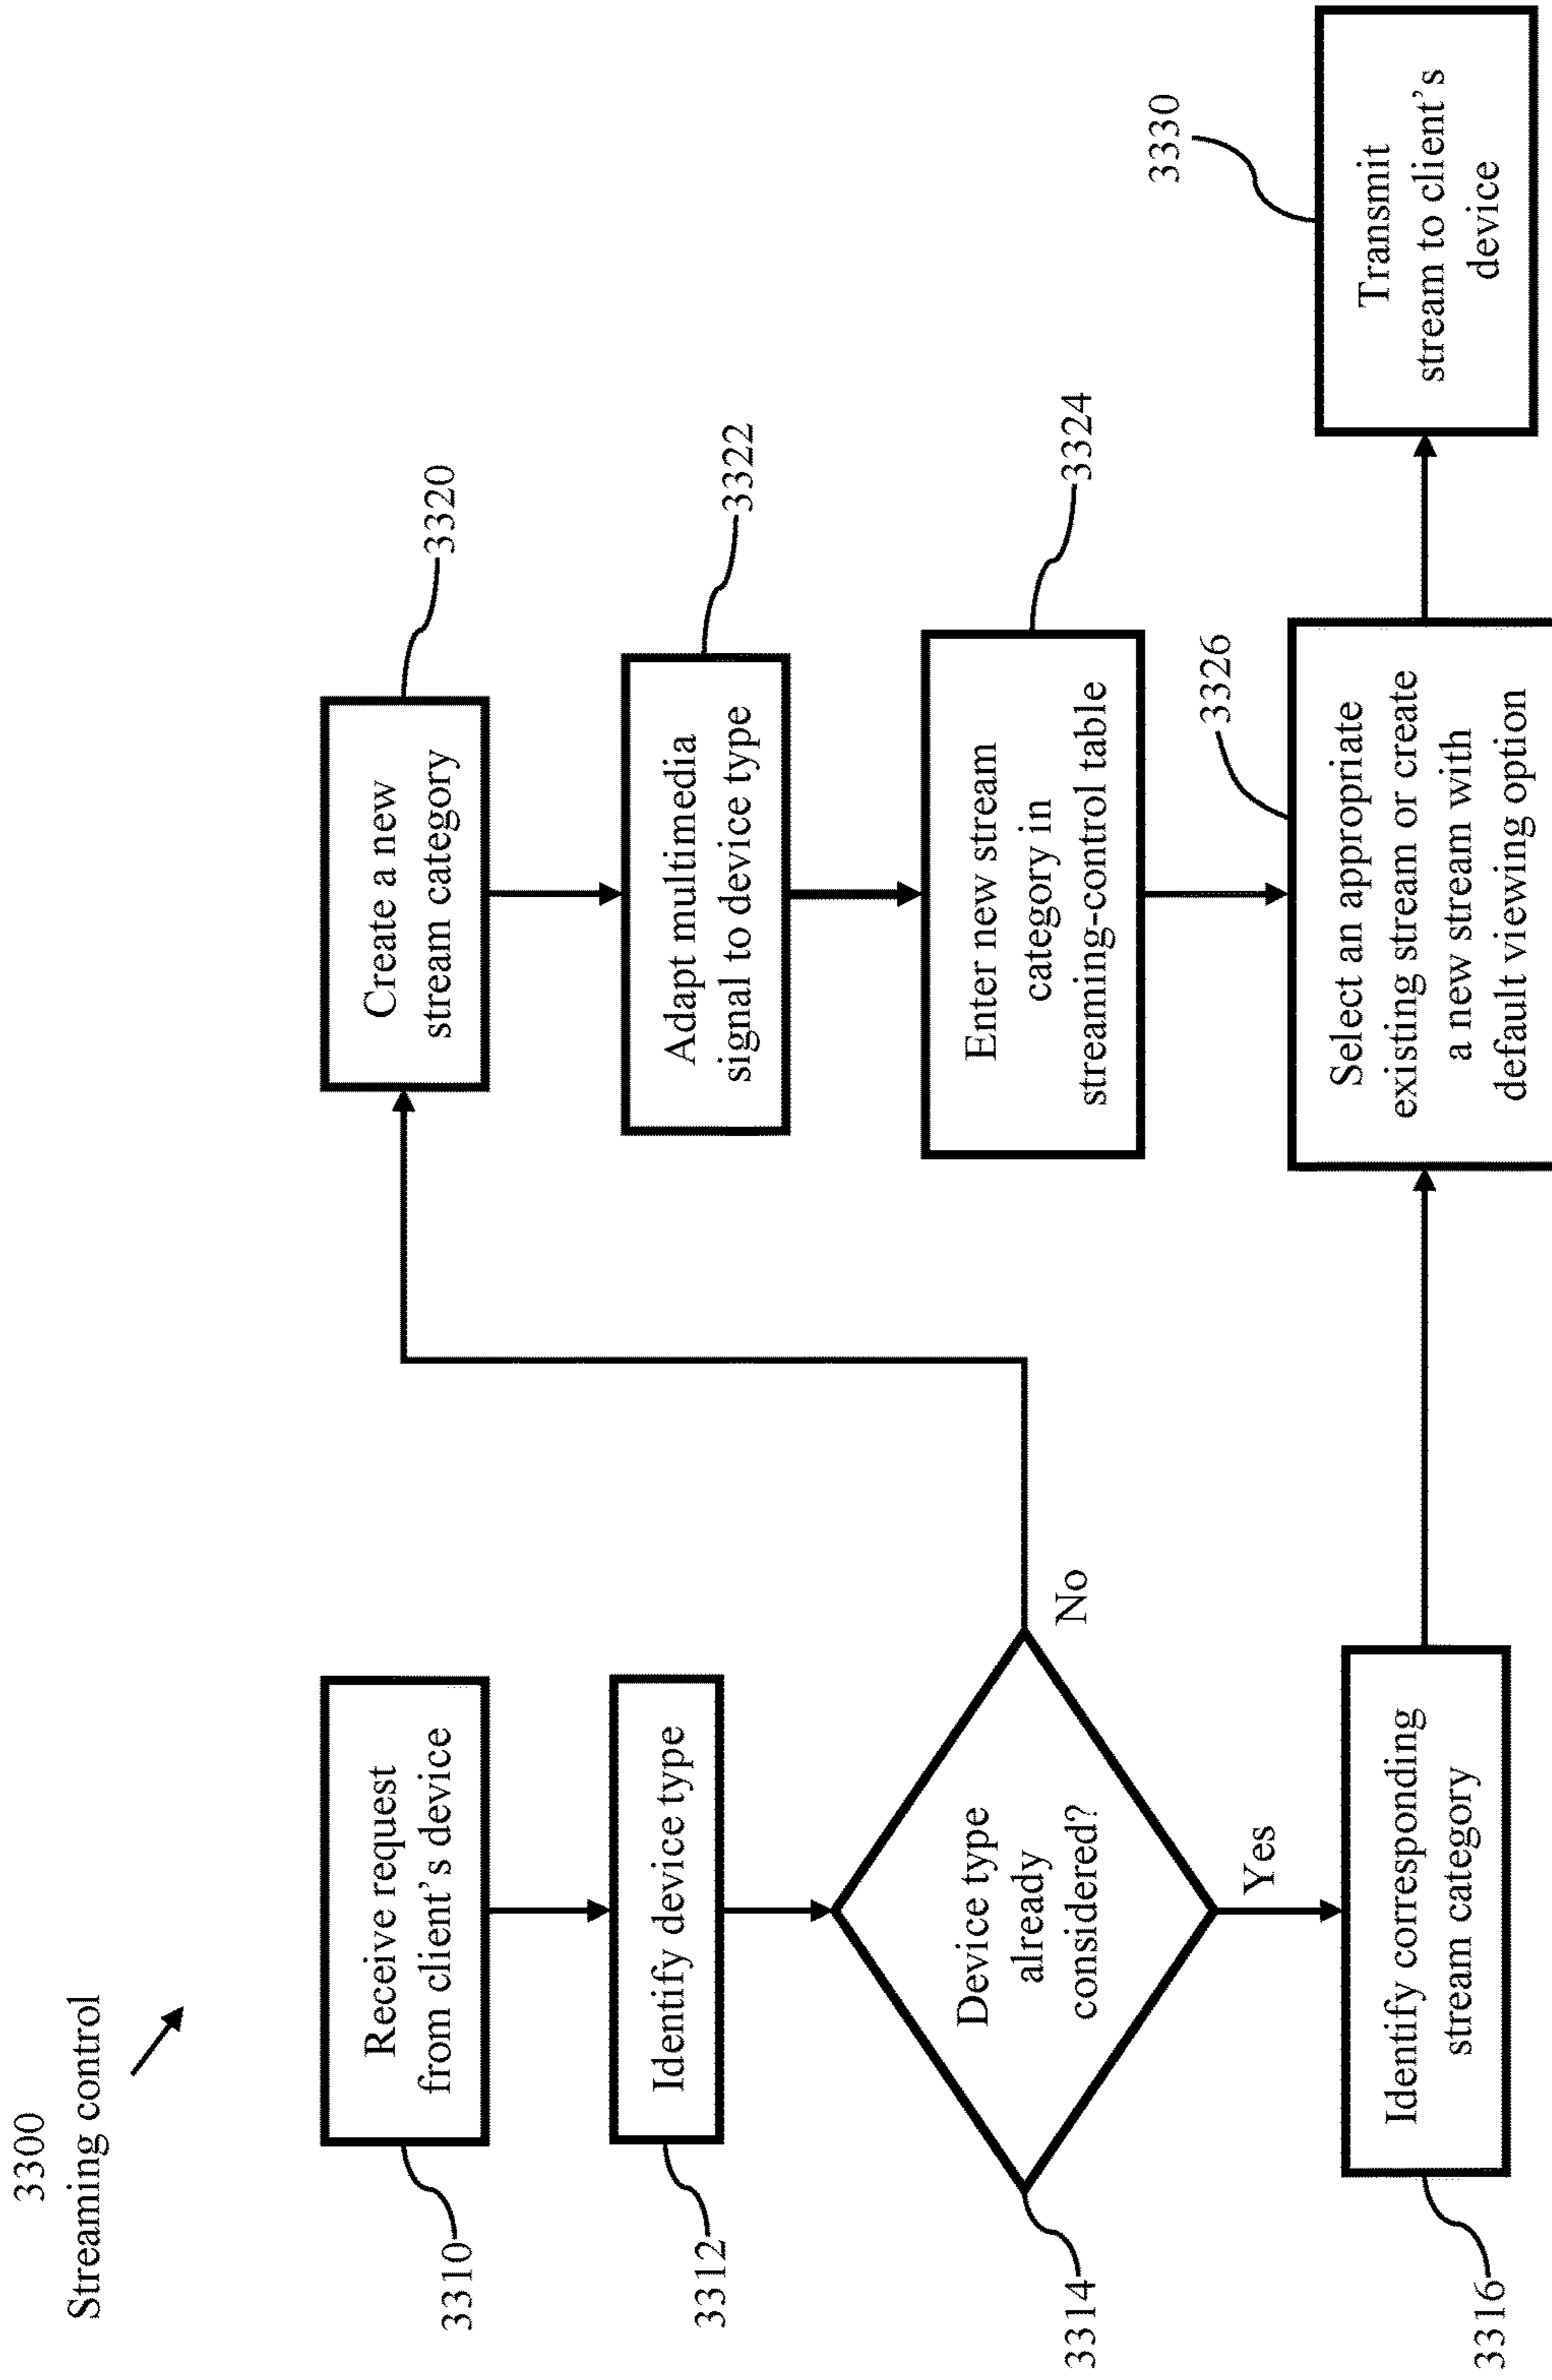 3300
Streaming control
3310
Receive request
from client's device
3312
Identify device type
3314
Device type
already
considered?
No
Yes
3316
Identify corresponding
stream category
3320
Create a new
stream category
3322
Adapt multimedia
signal to device type
3324
Enter new stream
category in
streaming-control table
3326
Select an appropriate
existing stream or create
a new stream with
default viewing option
3330
Transmit
stream to client's
device